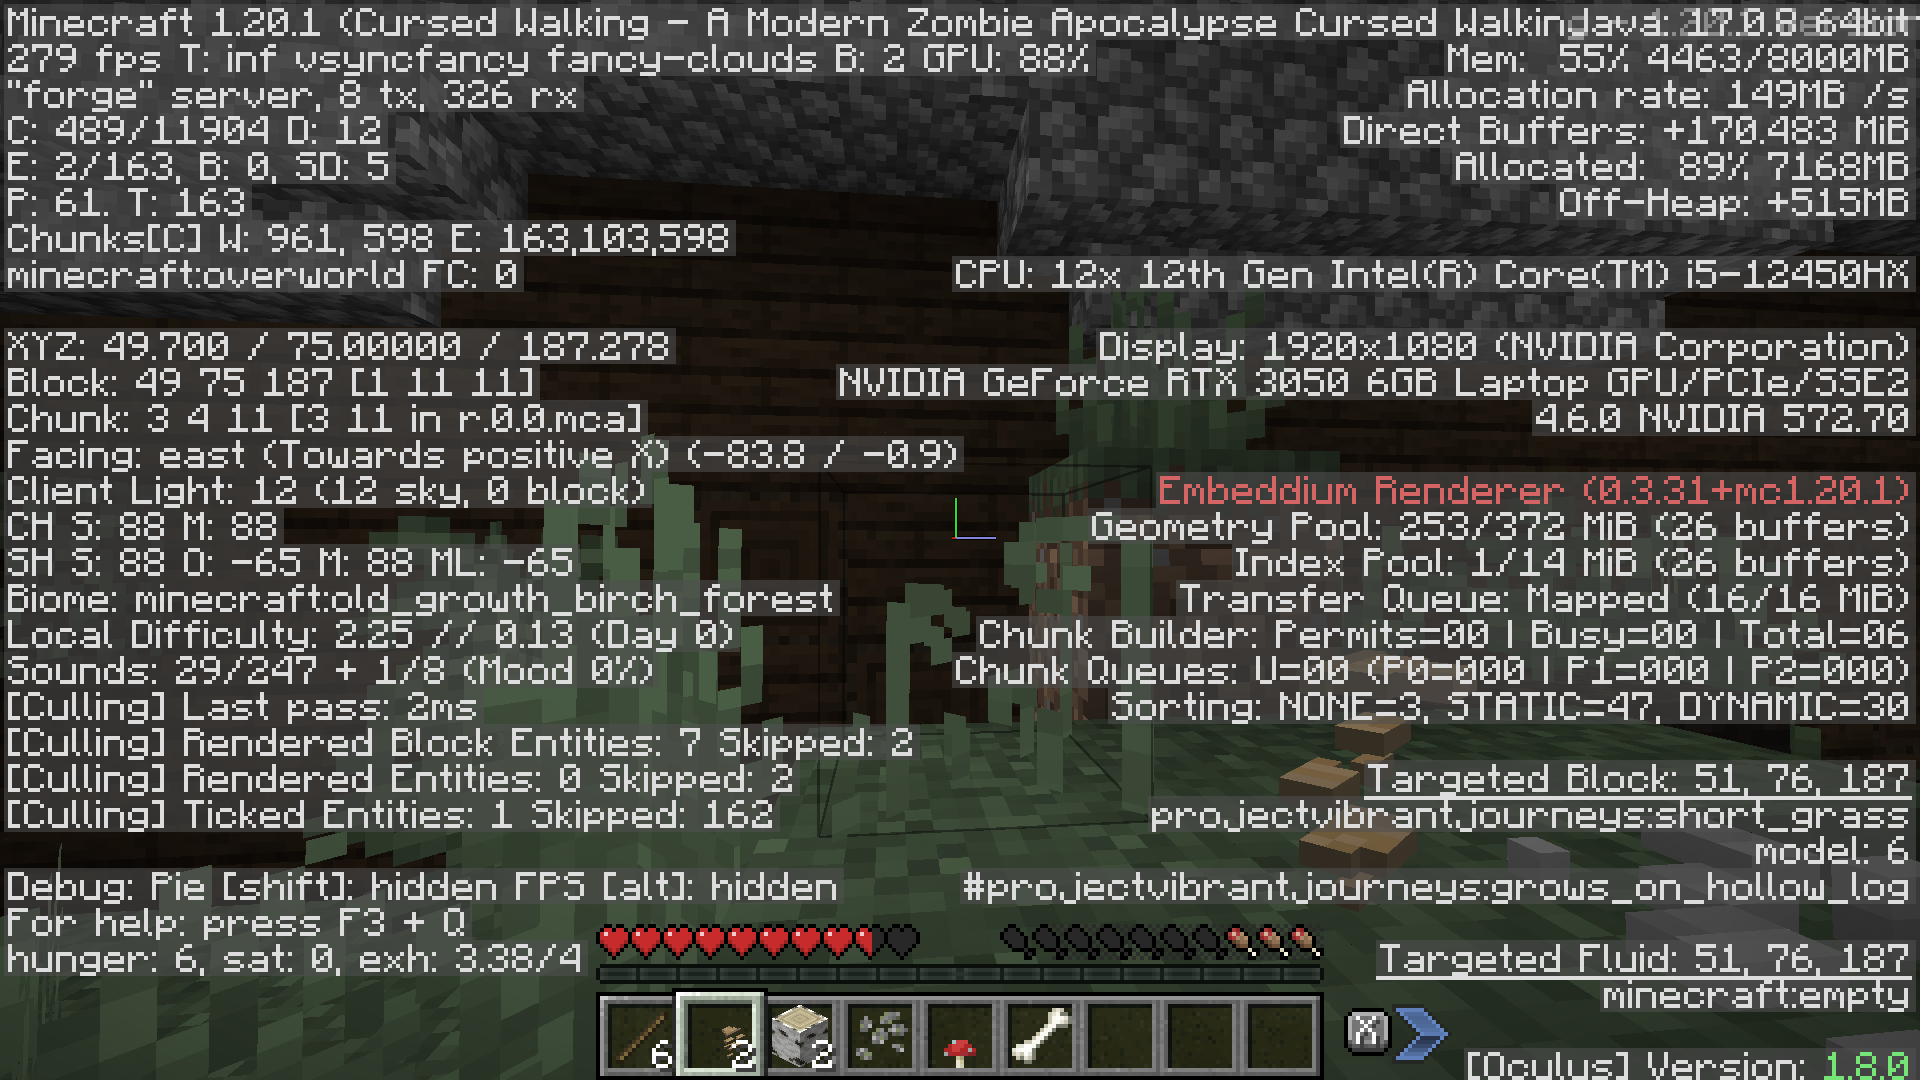 Minecraft 1.20.1 (Cursed Walking - A Modern Zombie Apocalypse Cursed Walking
Java: 17.0.8 64bit
279 fps T: inf vsyncfancy fancy-clouds B: 2 GPU: 88%
Mem: 55% 4463/8000MB
"forge" server, 8 tx, 326 rx
Allocation rate: 149MB /s
C: 489/11904 D: 12
Direct Buffers: +170.483 MiB
E: 2/163, B: 0, SD: 5
Allocated: 89% 7168MB
P: 61. T: 163
Off-Heap: +515MB
Chunks[C] W: 961, 598 E: 163,103,598
minecraft:overworld FC: 0
CPU: 12x 12th Gen Intel(R) Core(TM) i5-12450HX
XYZ: 49.700 / 75.00000 / 187.278
Display: 1920x1080 (NVIDIA Corporation)
Block: 49 75 187 [1 11 11]
NVIDIA GeForce RTX 3050 6GB Laptop GPU/PCIe/SSE2
Chunk: 3 4 11 [3 11 in r.0.0.mca]
4.6.0 NVIDIA 572.70
Facing: east (Towards positive X) (-83.8 / -0.9)
Client Light: 12 (12 sky, 0 block)
Embeddium Renderer (0.3.31+mc1.20.1)
CH S: 88 M: 88
Geometry Pool: 253/372 MiB (26 buffers)
SH S: 88 O: -65 M: 88 ML: -65
Index Pool: 1/14 MiB (26 buffers)
Biome: minecraft:old_growth_birch_forest
Transfer Queue: Mapped (16/16 MiB)
Local Difficulty: 2.25 // 0.13 (Day 0)
Chunk Builder: Permits=00 | Busy=00 | Total=06
Sounds: 29/247 + 1/8 (Mood 0%)
Chunk Queues: U=00 (P0=000 | P1=000 | P2=000)
[Culling] Last pass: 2ms
Sorting: NONE=3, STATIC=47, DYNAMIC=30
[Culling] Rendered Block Entities: 7 Skipped: 2
[Culling] Rendered Entities: 0 Skipped: 2
Targeted Block: 51, 76, 187
[Culling] Ticked Entities: 1 Skipped: 162
projectvibrantjourneys:short_grass
model: 6
Debug: Pie [shift]: hidden FPS [alt]: hidden
#projectvibrantjourneys:grows_on_hollow_log
For help: press F3 + Q
hunger: 6, sat: 0, exh: 3.38/4
Targeted Fluid: 51, 76, 187
minecraft:empty
6
2
2
X
[Oculus] Version: 1.8.0